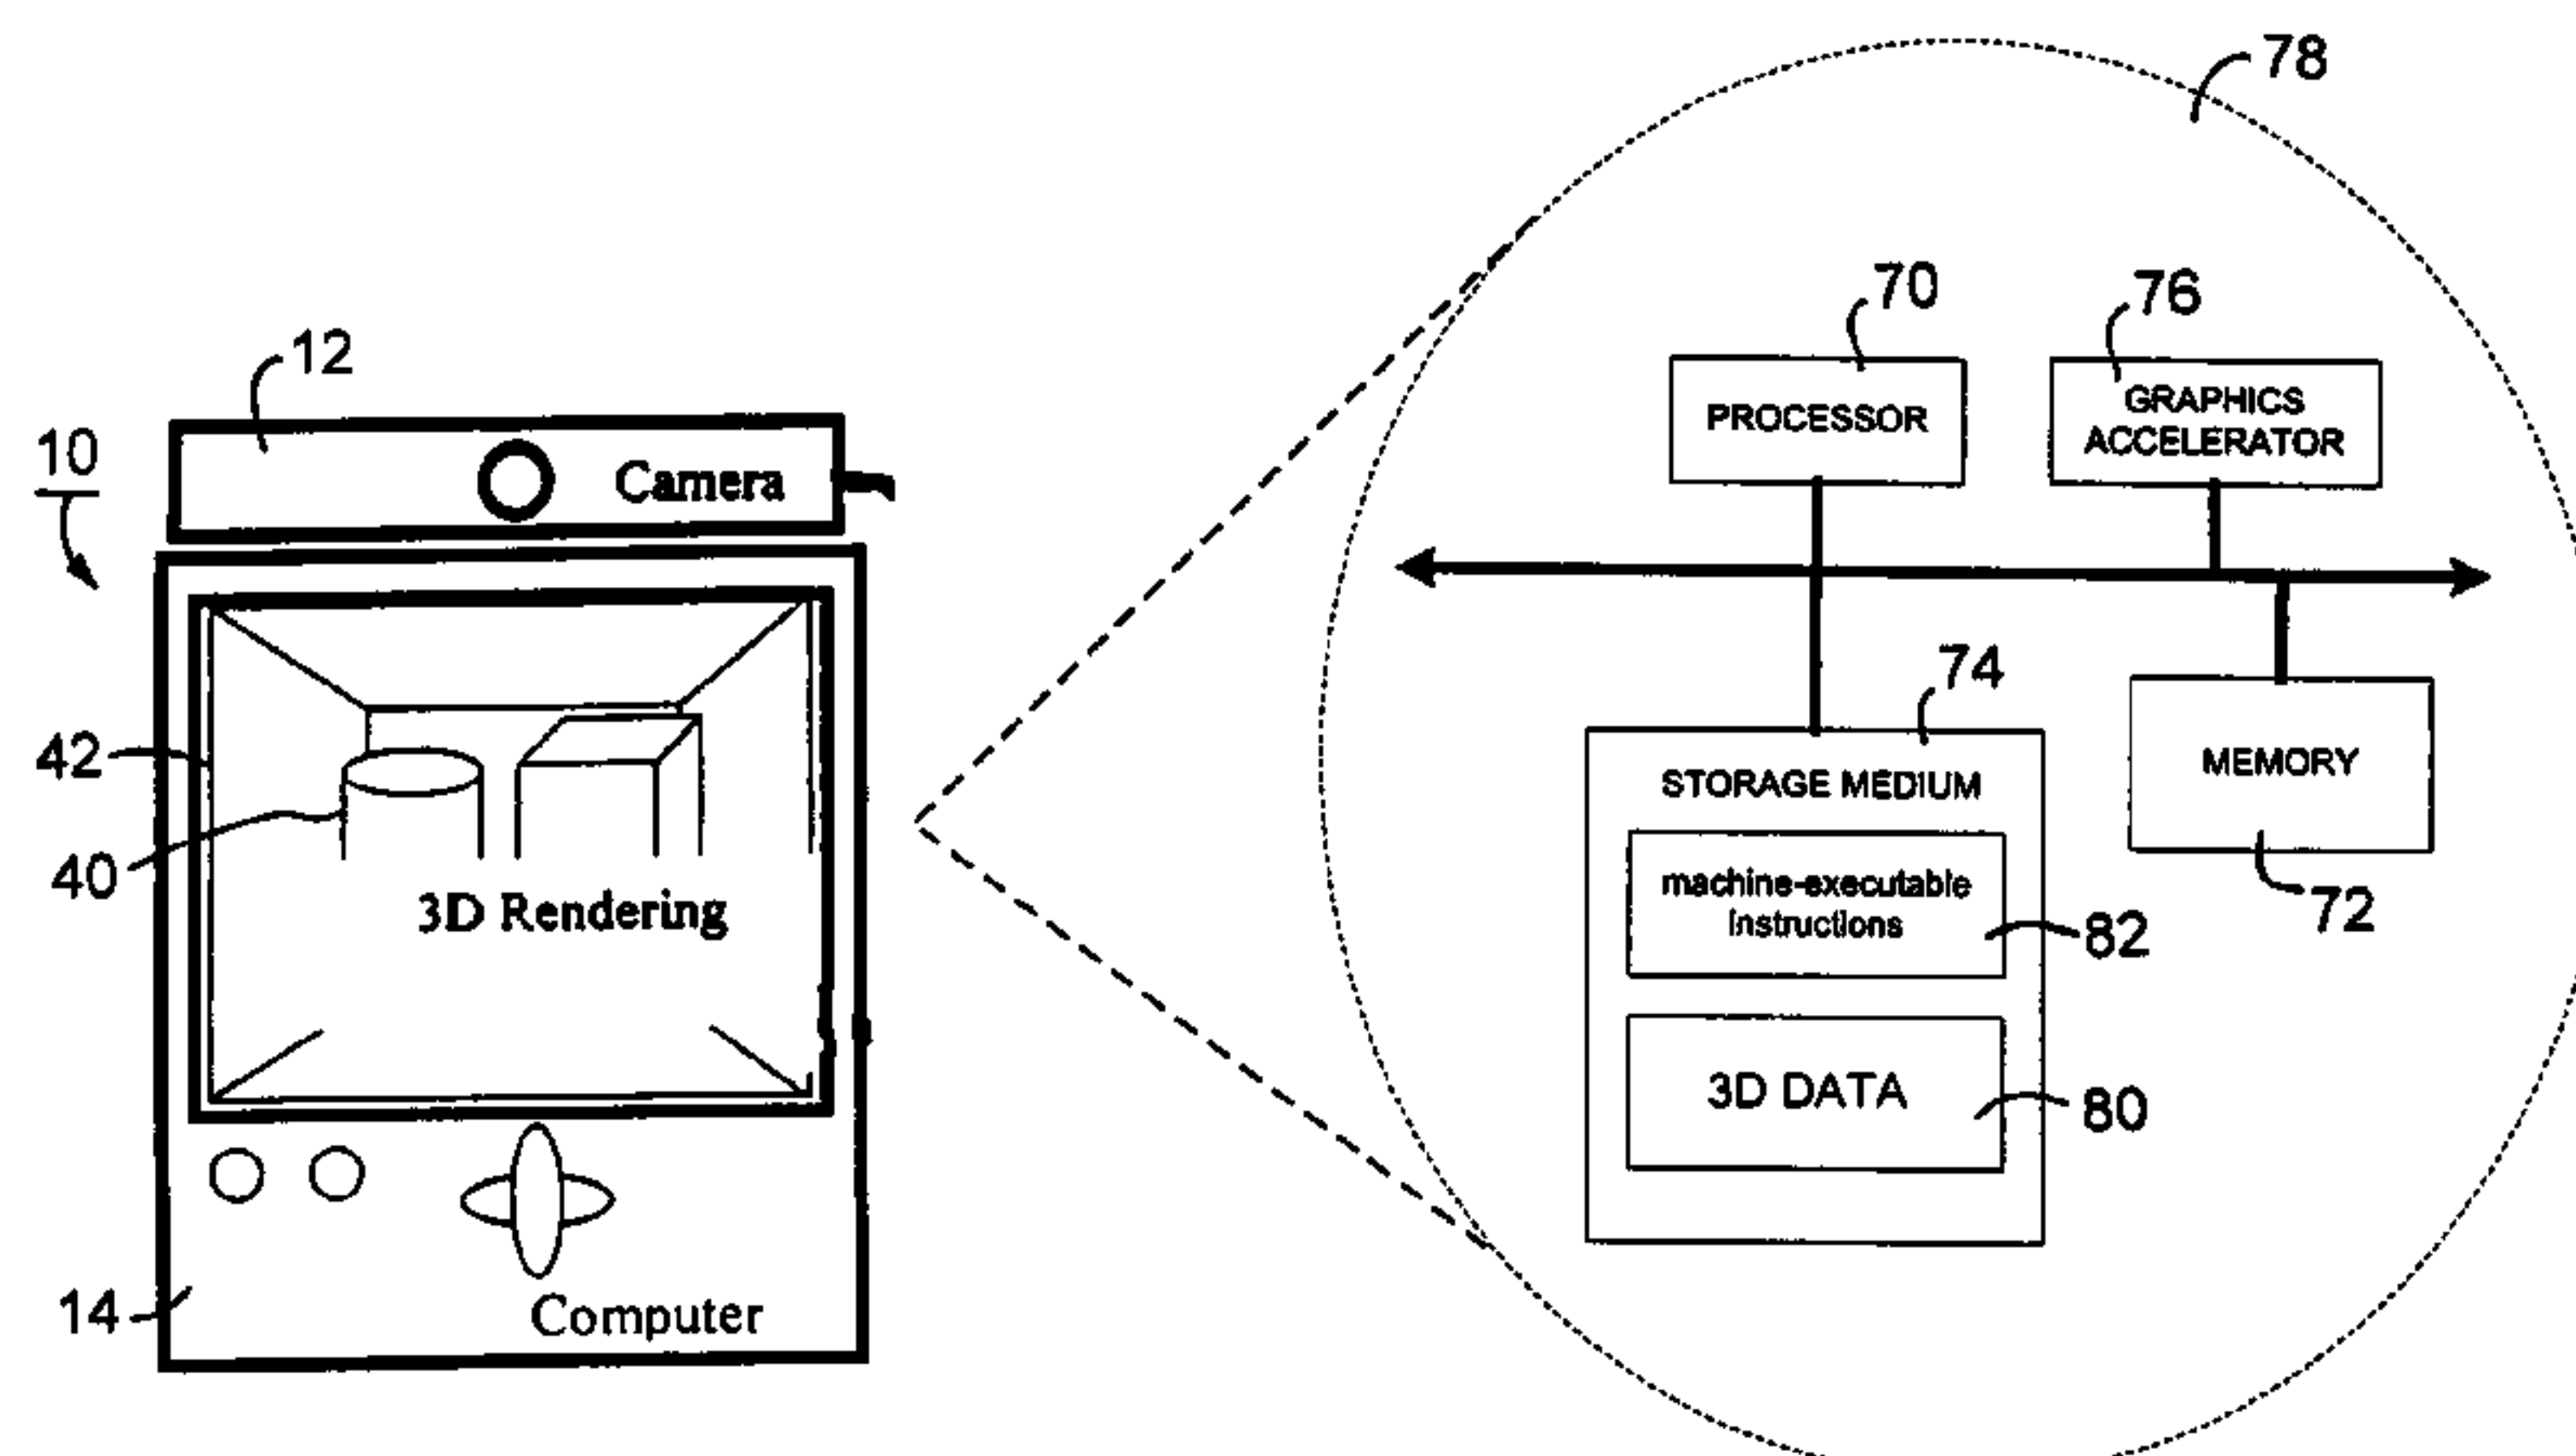 78
70
76
12
PROCESSOR
GRAPHICS
ACCELERATOR
10
Camera
74
42
STORAGE MEDIUM
MEMORY
40
machine-executable
instructions
3D Rendering
72
82
3D DATA
80
14
Computer